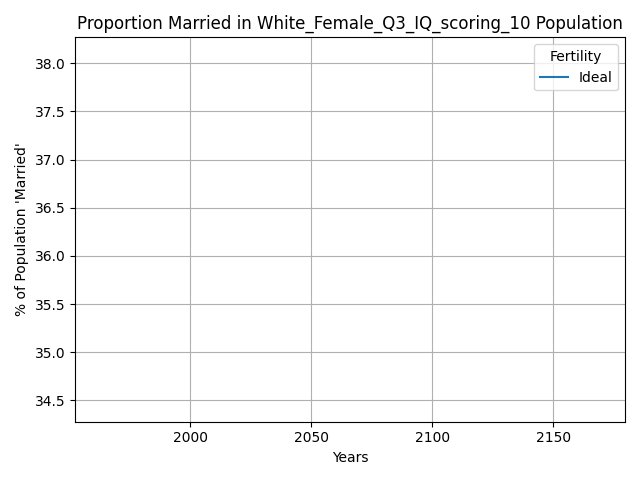 Proportion Married in White_Female_Q3_IQ_scoring_10 Population
Fertility
Ideal
% of Population 'Married'
38.0
37.5
37.0
36.5
36.0
35.5
35.0
34.5
2000 2050 2100 2150
Years